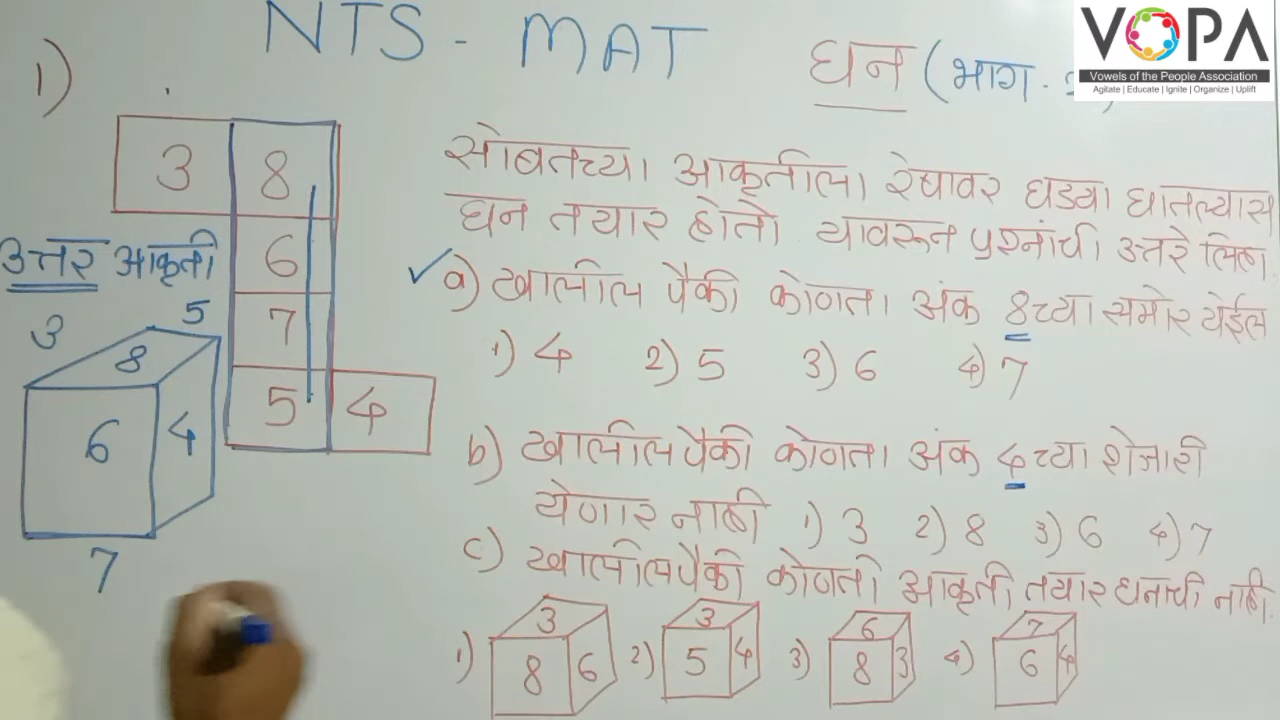 NTS - MAT
घन (भाग -
VOPA
Vowels of the People Association
Agitate | Educate | Ignite | Organize | Uplift
1)
3 8
6
7
5 4
सोबतच्या आकृतीला रेषावर घड्या घातल्यास
घन तयार होतो यावरून प्रश्नांची उत्तरे लिहा
a) खालील पैकी कोणता अंक 8च्या समोर येईल
1) 4 2) 5 3) 6 4) 7
b) खालीलपैकी कोणता अंक 4च्या शेजारी
येणार नाही 1) 3 2) 8 3) 6 4) 7
c) खालीलपैकी कोणती आकृती तयार घनाची नाही.
1) 3 8 6 2) 3 5 4 3) 6 8 3 4) 7 6 4
उत्तर आकृती
3 5
8
6 4
7